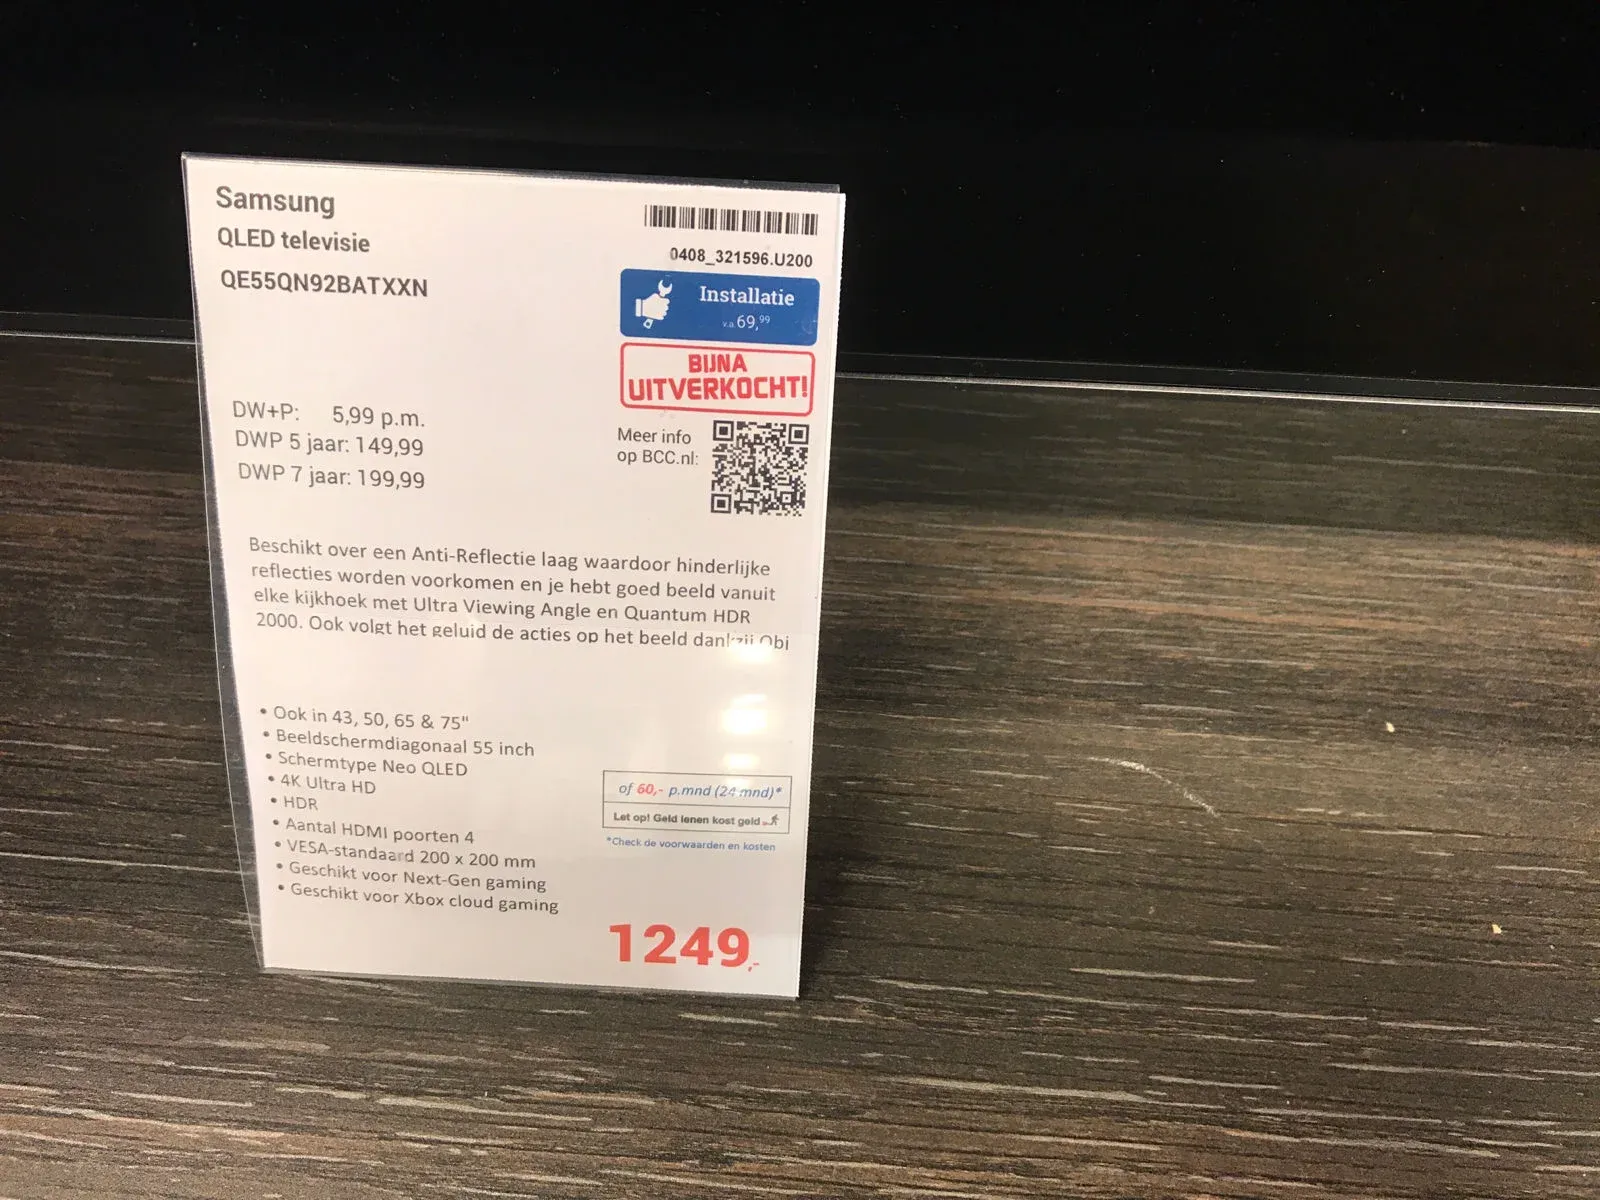 Samsung
QLED televisie
QE55QN92BATXXN
0408_321596.U200
Installatie
v.a. 69,99
BIJNA
UITVERKOCHT!
Meer info
op BCC.nl:
DW+P: 5,99 p.m.
DWP 5 jaar: 149,99
DWP 7 jaar: 199,99
Beschikt over een Anti-Reflectie laag waardoor hinderlijke
reflecties worden voorkomen en je hebt goed beeld vanuit
elke kijkhoek met Ultra Viewing Angle en Quantum HDR
2000. Ook volgt het geluid de acties op het beeld dankzij Obj
• Ook in 43, 50, 65 & 75"
• Beeldschermdiagonaal 55 inch
• Schermtype Neo QLED
• 4K Ultra HD
• HDR
• Aantal HDMI poorten 4
• VESA-standaard 200 x 200 mm
• Geschikt voor Next-Gen gaming
• Geschikt voor Xbox cloud gaming
of 60,- p.mnd (24 mnd)*
Let op! Geld lenen kost geld
*Check de voorwaarden en kosten
1249,-